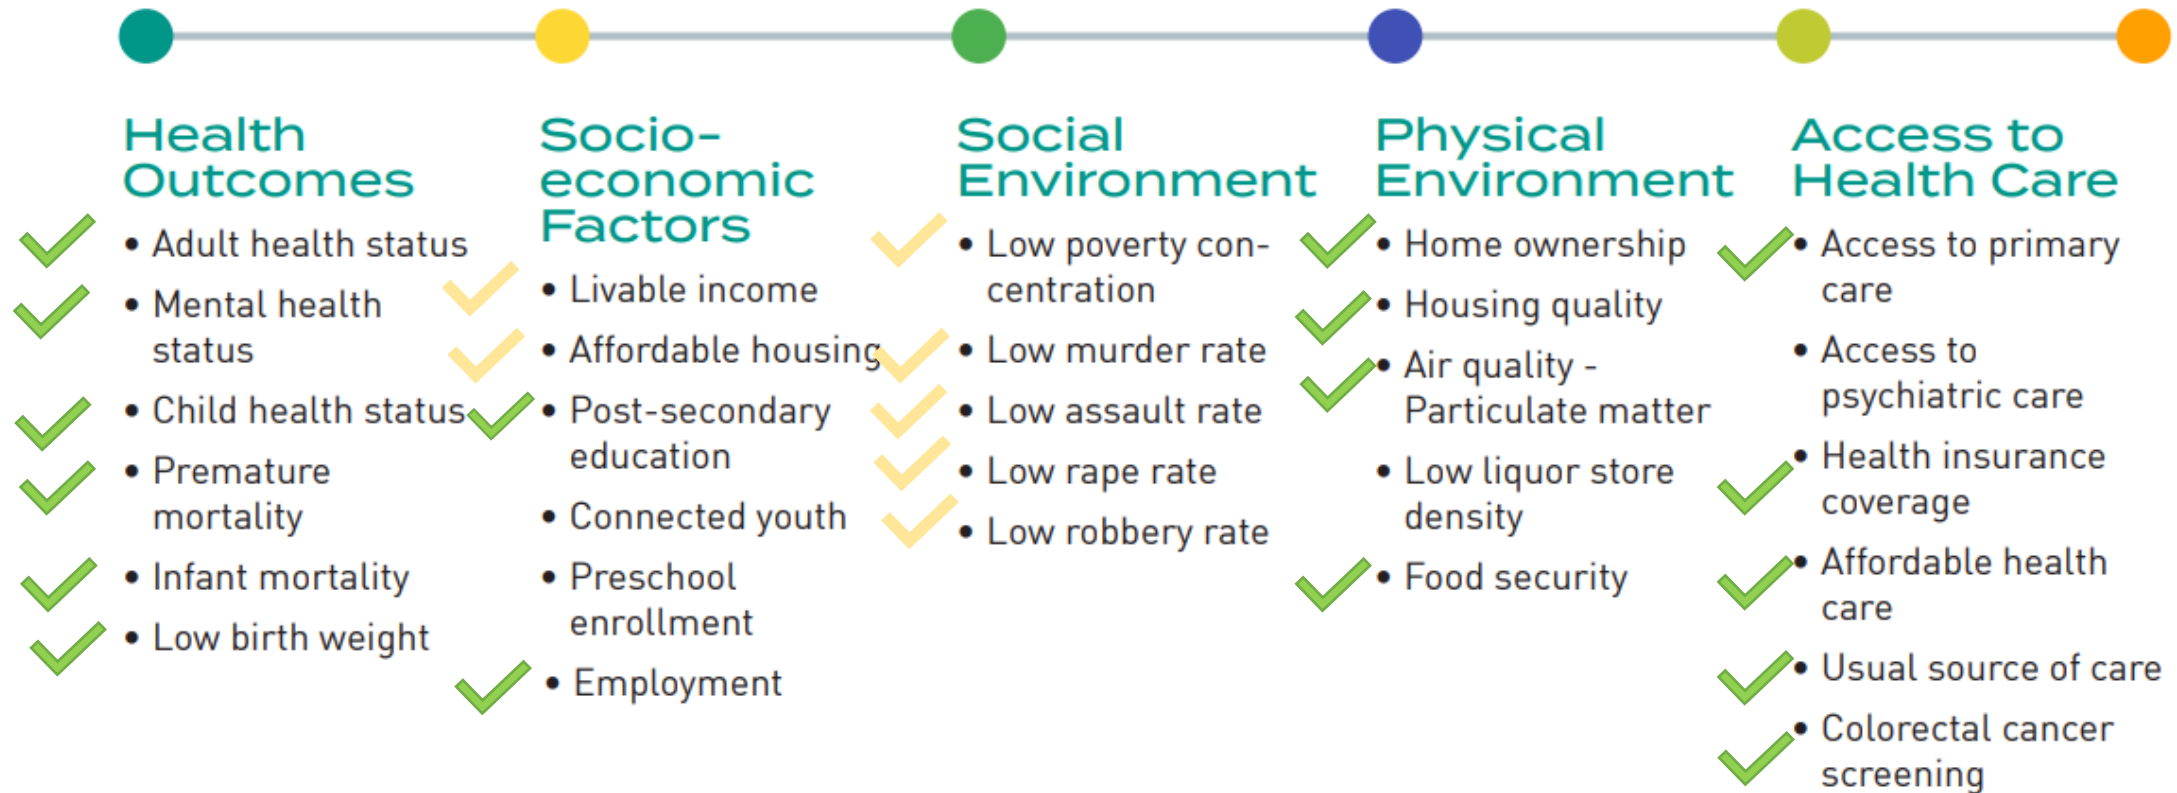 Health
Outcomes
• Adult health status
• Mental health
status
• Child health status
• Premature
mortality
• Infant mortality
• Low birth weight
Socio-
economic
Factors
• Livable income
• Affordable housing
• Post-secondary
education
• Connected youth
• Preschool
enrollment
• Employment
Social
Environment
• Low poverty con-
centration
• Low murder rate
• Low assault rate
• Low rape rate
• Low robbery rate
Physical
Environment
• Home ownership
• Housing quality
• Air quality -
Particulate matter
• Low liquor store
density
• Food security
Access to
Health Care
• Access to primary
care
• Access to
psychiatric care
• Health insurance
coverage
• Affordable health
care
• Usual source of care
• Colorectal cancer
screening